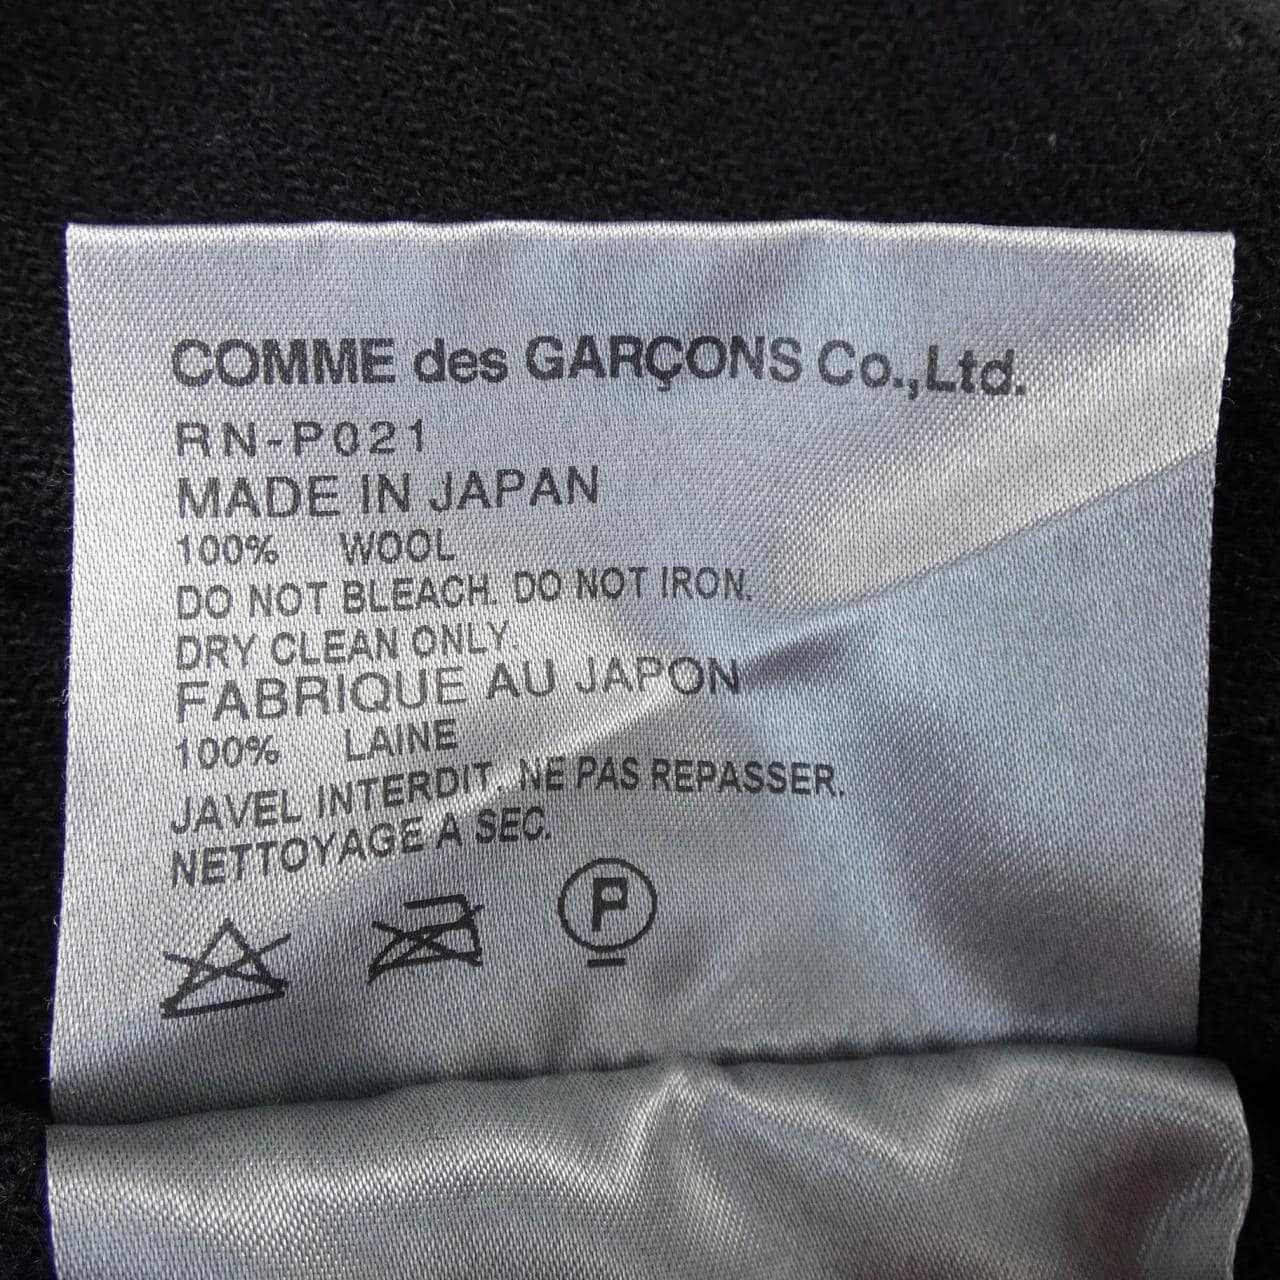 COMME des GARÇONS Co.,Ltd.
RN-P021
MADE IN JAPAN
100% WOOL
DO NOT BLEACH. DO NOT IRON.
DRY CLEAN ONLY.
FABRIQUE AU JAPON
100% LAINE
JAVEL INTERDIT. NE PAS REPASSER.
NETTOYAGE A SEC.
P